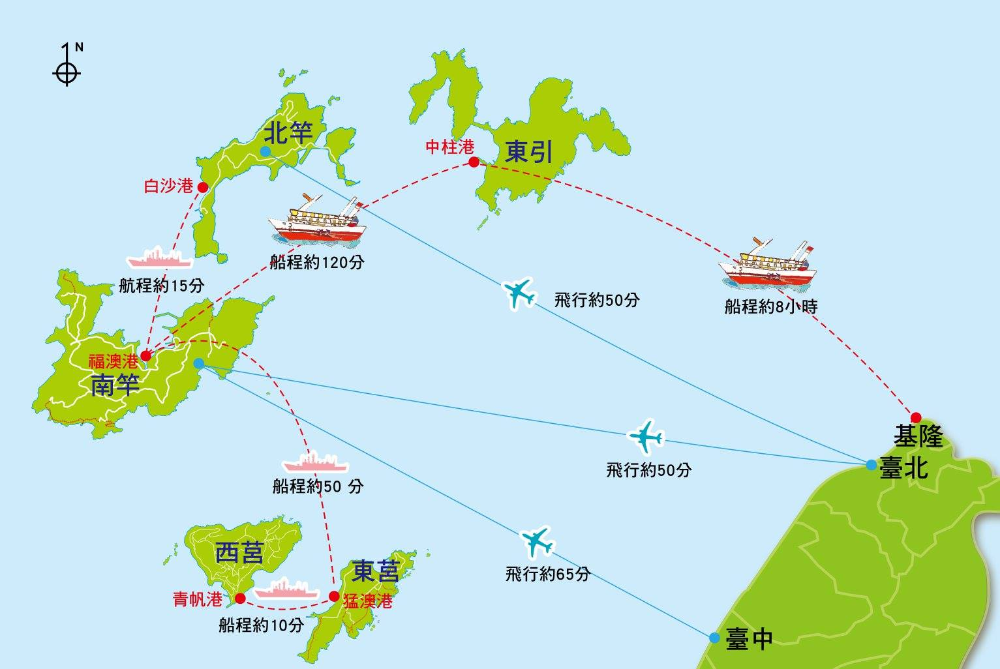 N
北竿
中柱港
東引
白沙港
船程約120分
航程約15分
飛行約50分
船程約8小時
福澳港
南竿
基隆
臺北
飛行約50分
船程約50 分
西莒
東莒
飛行約65分
青帆港
猛澳港
船程約10分
臺中